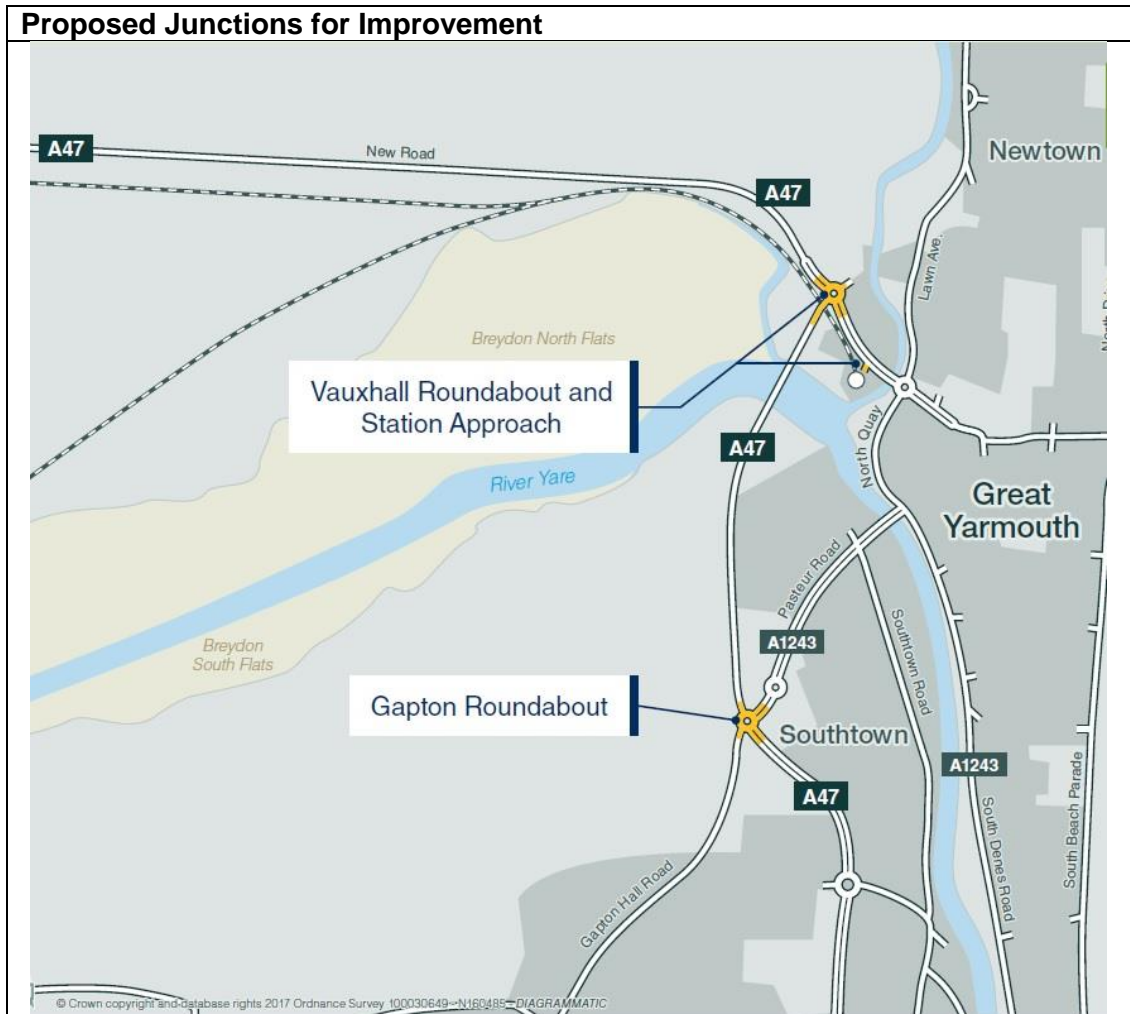 Proposed Junctions for Improvement
A47
New Road
A47
Newtown
Lawn Ave.
Breydon North Flats
Vauxhall Roundabout and
Station Approach
A47
North Quay
River Yare
Great
Yarmouth
Pasteur Road
Breydon
South Flats
A1243
Southtown Road
Gapton Roundabout
Southtown
A1243
A47
South Denes Road
South Beach Parade
Gapton Hall Road
© Crown copyright and database rights 2017 Ordnance Survey 100030649 - N160485 - DIAGRAMMATIC